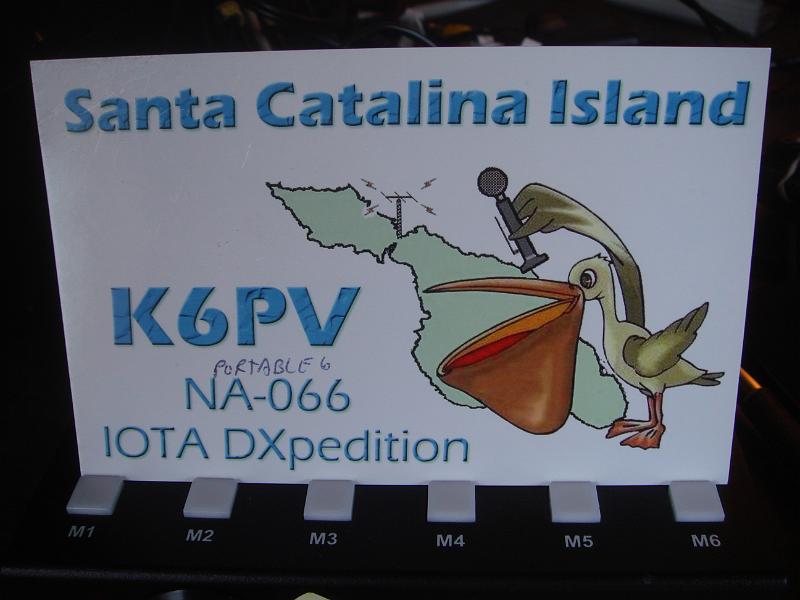 Santa Catalina Island
K6PV
PORTABLE 6
NA-066
IOTA DXpedition
M1 M2 M3 M4 M5 M6